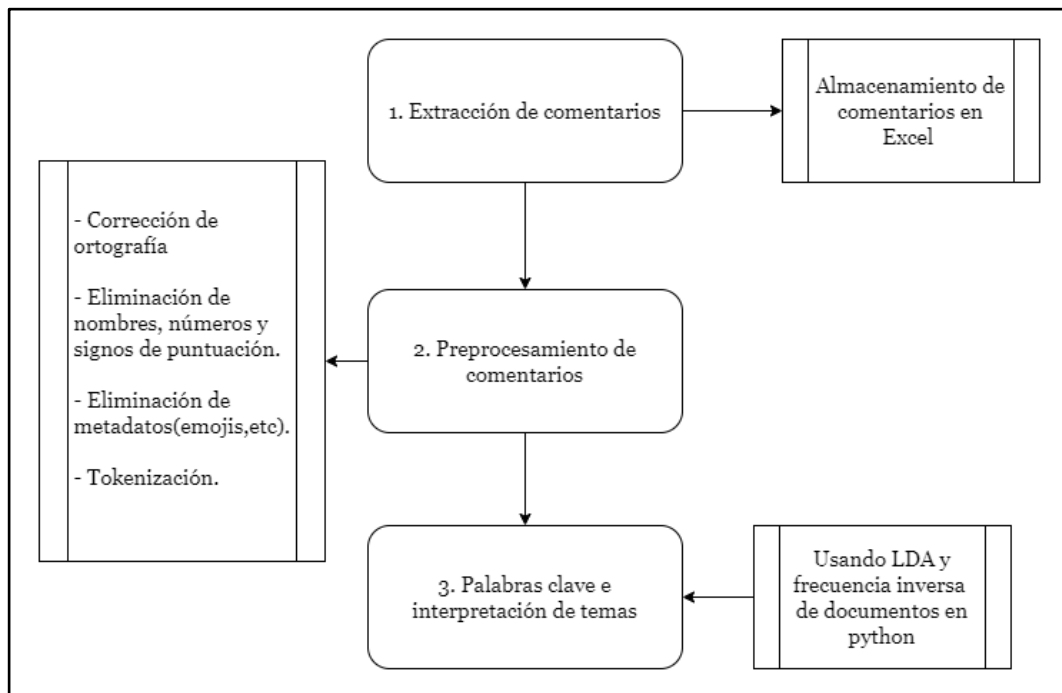 1. Extracción de comentarios
Almacenamiento de
comentarios en
Excel
- Corrección de
ortografía
- Eliminación de
nombres, números y
signos de puntuación.
- Eliminación de
metadatos(emojis,etc).
- Tokenización.
2. Preprocesamiento de
comentarios
3. Palabras clave e
interpretación de temas
Usando LDA y
frecuencia inversa
de documentos en
python